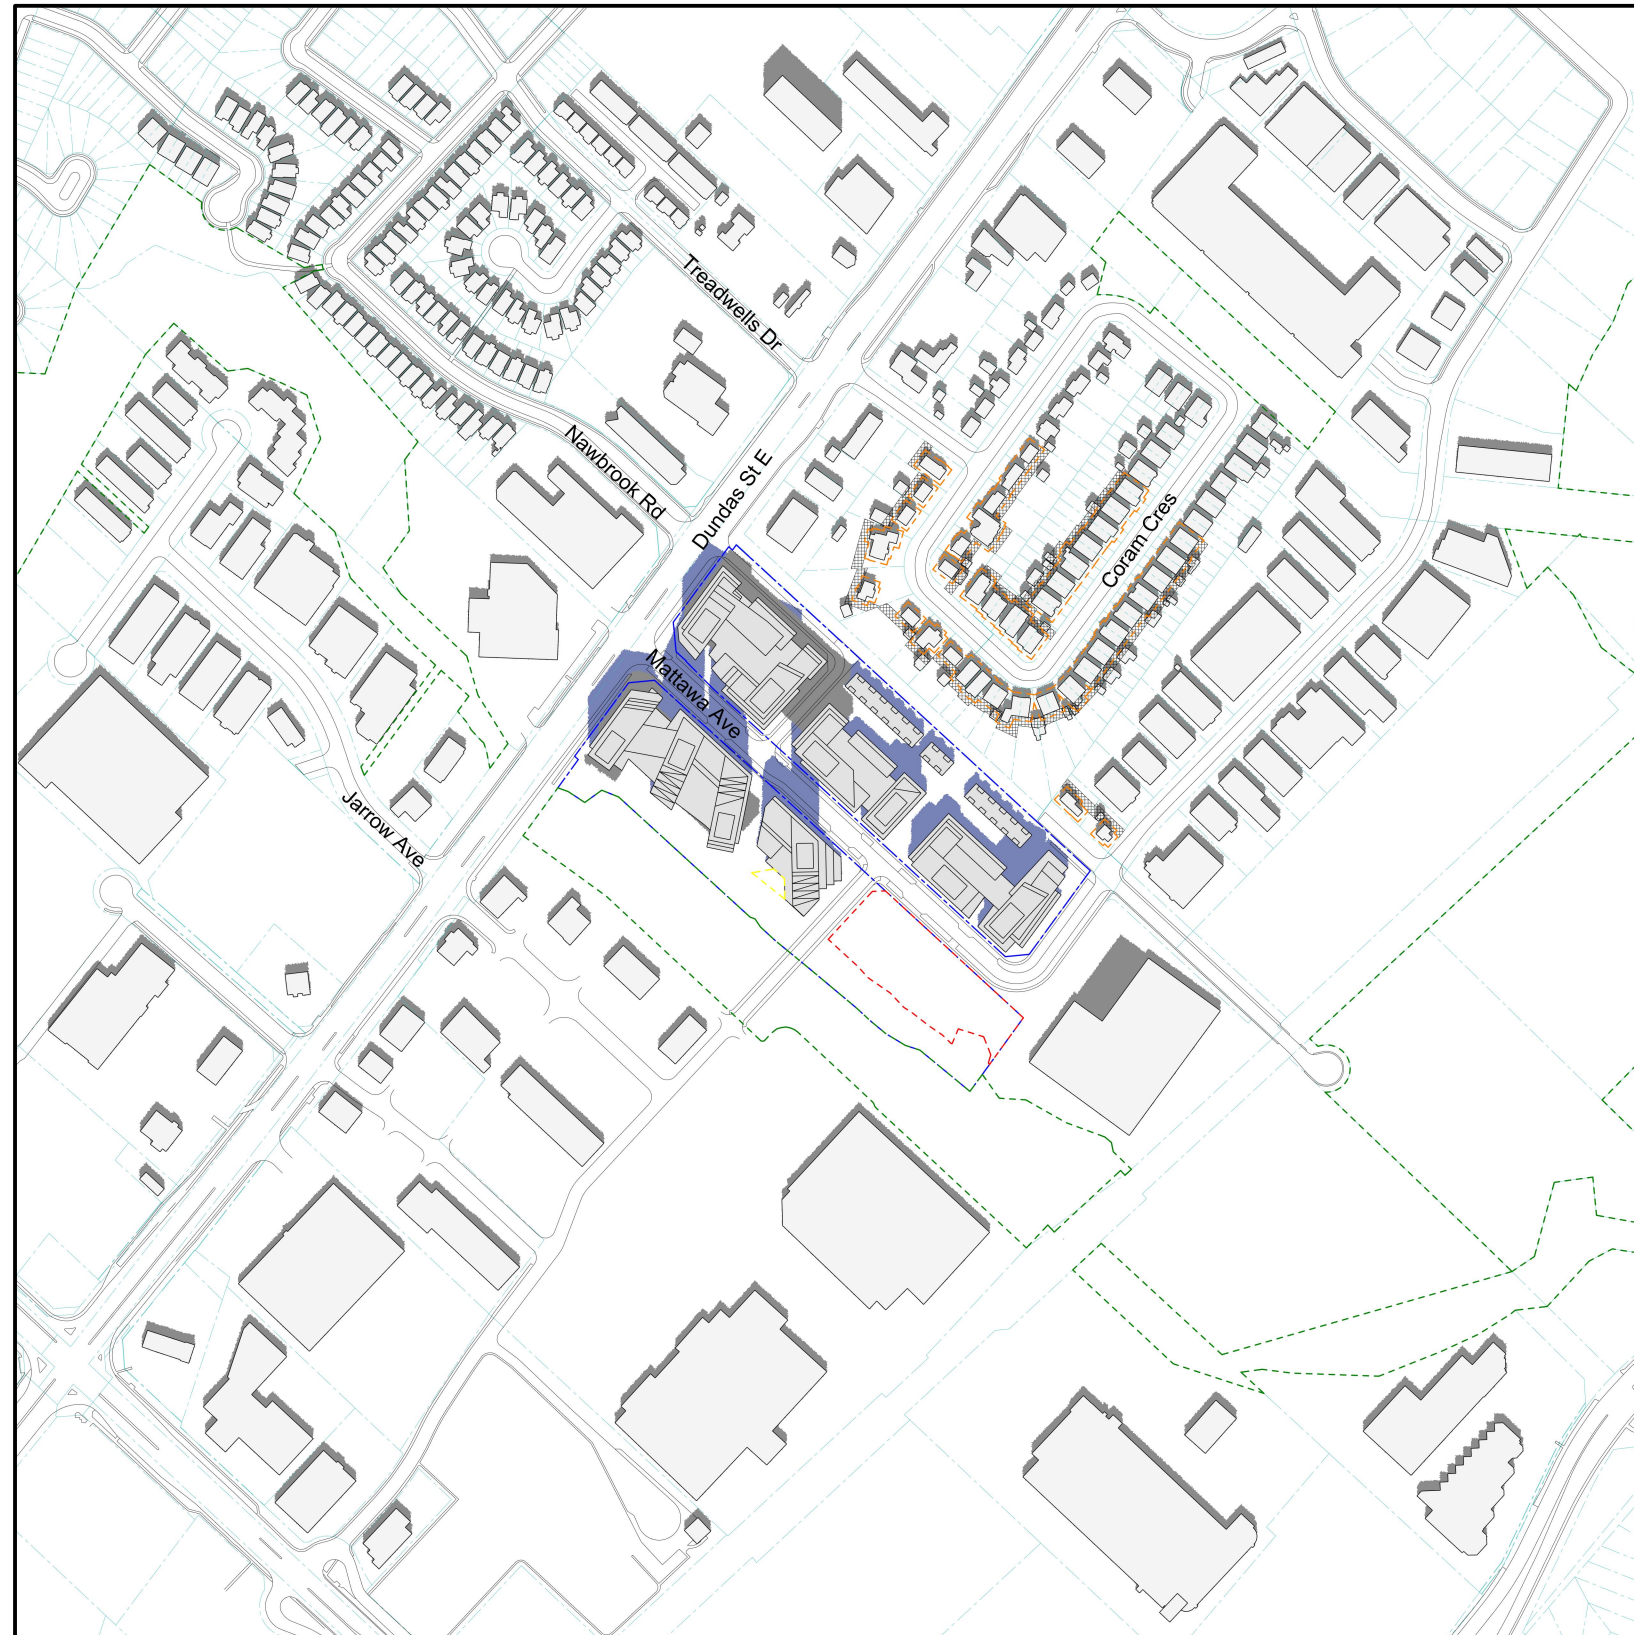 Treadwells Dr
Nawbrook Rd
Dundas St E
Coram Cres
Mattawa Ave
Jarrow Ave